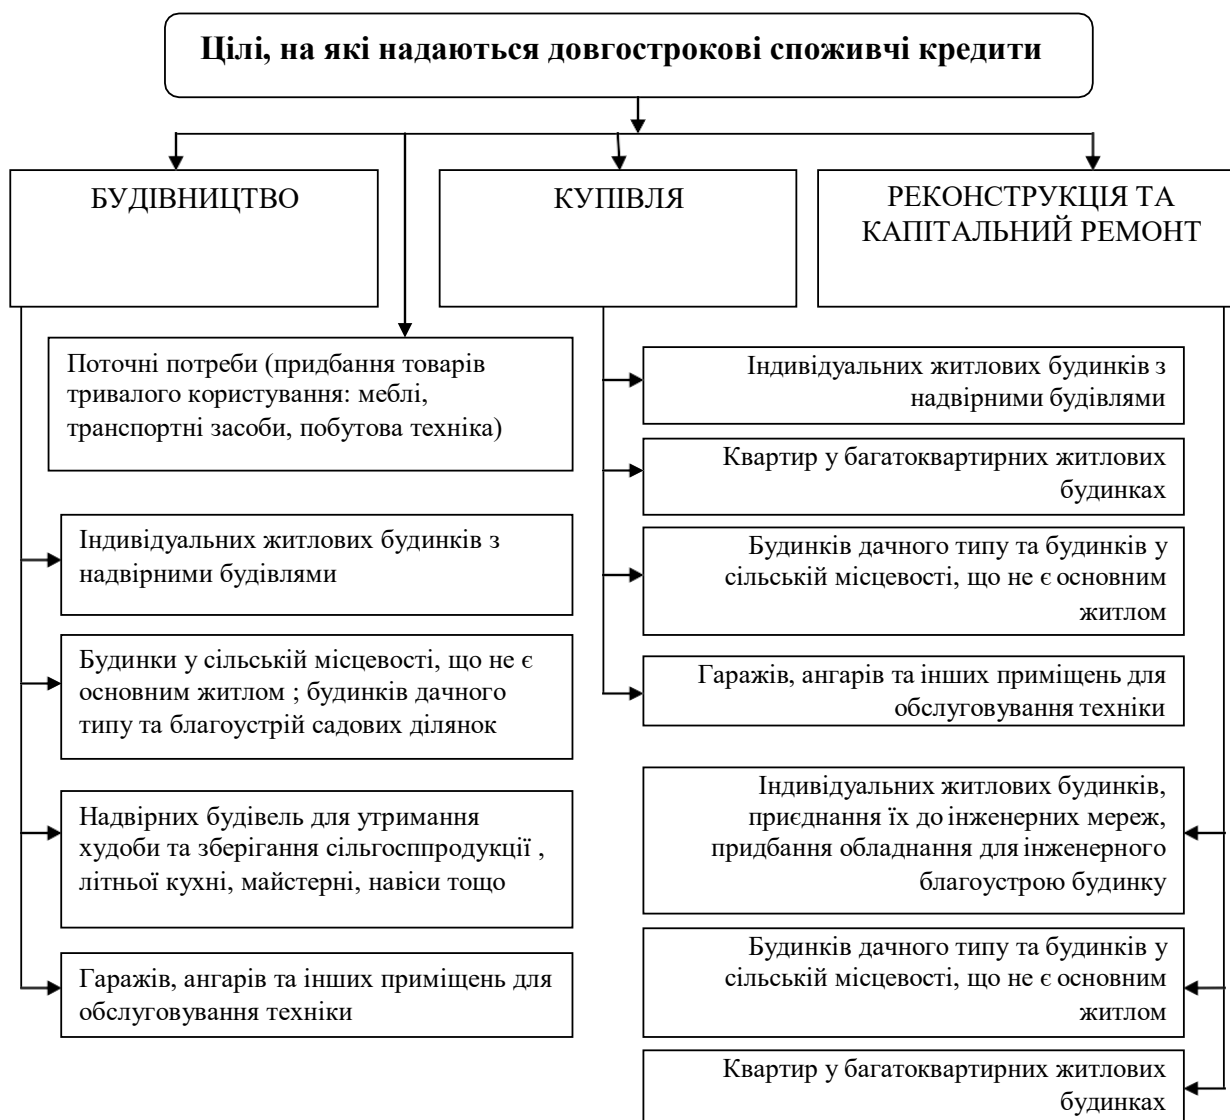 Цілі, на які надаються довгострокові споживчі кредити
БУДІВНИЦТВО
КУПІВЛЯ
РЕКОНСТРУКЦІЯ ТА
КАПІТАЛЬНИЙ РЕМОНТ
Поточні потреби (придбання товарів
тривалого користування: меблі,
транспортні засоби, побутова техніка)
Індивідуальних житлових будинків з
надвірними будівлями
Будинки у сільській місцевості, що не є
основним житлом ; будинків дачного
типу та благоустрій садових ділянок
Надвірних будівель для утримання
худоби та зберігання сільгосппродукції ,
літньої кухні, майстерні, навіси тощо
Гаражів, ангарів та інших приміщень для
обслуговування техніки
Індивідуальних житлових будинків з
надвірними будівлями
Квартир у багатоквартирних житлових
будинках
Будинків дачного типу та будинків у
сільській місцевості, що не є основним
житлом
Гаражів, ангарів та інших приміщень для
обслуговування техніки
Індивідуальних житлових будинків,
приєднання їх до інженерних мереж,
придбання обладнання для інженерного
благоустрою будинку
Будинків дачного типу та будинків у
сільській місцевості, що не є основним
житлом
Квартир у багатоквартирних житлових
будинках